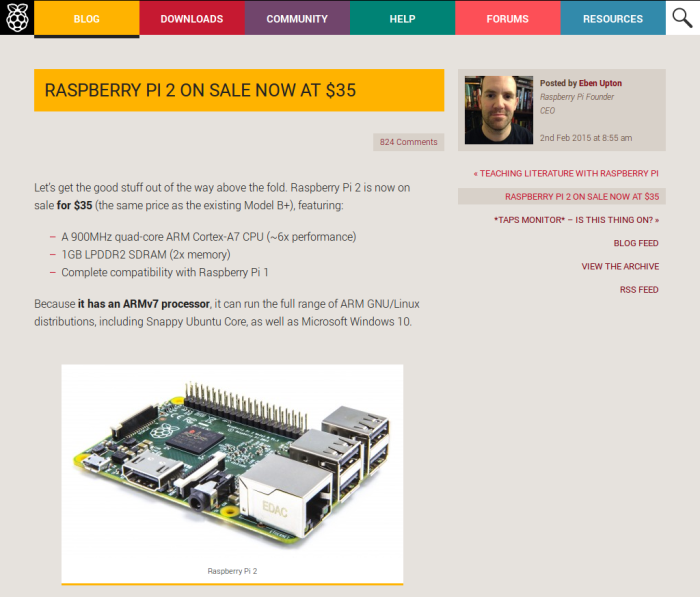 BLOG
DOWNLOADS
COMMUNITY
HELP
FORUMS
RESOURCES
RASPBERRY PI 2 ON SALE NOW AT $35
824 Comments
Let's get the good stuff out of the way above the fold. Raspberry Pi 2 is now on
sale for $35 (the same price as the existing Model B+), featuring:
– A 900MHz quad-core ARM Cortex-A7 CPU (~6x performance)
– 1GB LPDDR2 SDRAM (2x memory)
– Complete compatibility with Raspberry Pi 1
Because it has an ARMv7 processor, it can run the full range of ARM GNU/Linux
distributions, including Snappy Ubuntu Core, as well as Microsoft Windows 10.
EDAC
Raspberry Pi 2
Posted by Eben Upton
Raspberry Pi Founder
CEO
2nd Feb 2015 at 8:55 am
« TEACHING LITERATURE WITH RASPBERRY PI
RASPBERRY PI 2 ON SALE NOW AT $35
*TAPS MONITOR* – IS THIS THING ON? »
BLOG FEED
VIEW THE ARCHIVE
RSS FEED